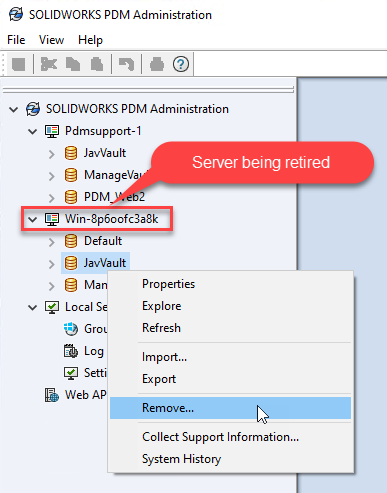 SOLIDWORKS PDM Administration
File View Help
SOLIDWORKS PDM Administration
Pdmsupport-1
JavVault
ManageVau
PDM_Web2
Server being retired
Win-8p6oofc3a8k
Default
JavVault
Man
Local Se
Grou
Log
Setti
Web AP
Properties
Explore
Refresh
Import...
Export
Remove...
Collect Support Information...
System History